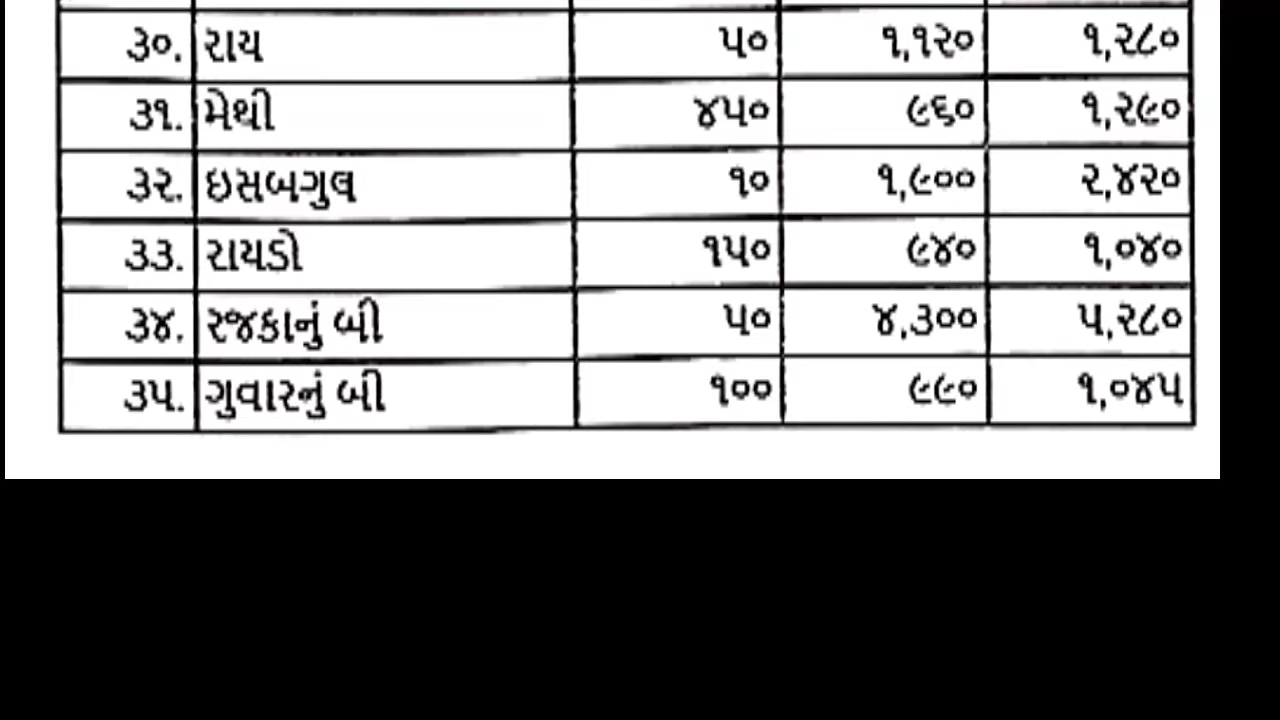 ૩૦. રાય ૫૦ ૧,૧૨૦ ૧,૨૮૦
૩૧. મેથી ૪૫૦ ૯૬૦ ૧,૨૯૦
૩૨. ઇસબગુલ ૧૦ ૧,૯૦૦ ૨,૪૨૦
૩૩. રાયડો ૧૫૦ ૯૪૦ ૧,૦૪૦
૩૪. રજકાનું બી ૫૦ ૪,૩૦૦ ૫,૨૮૦
૩૫. ગુવારનું બી ૧૦૦ ૯૯૦ ૧,૦૪૫